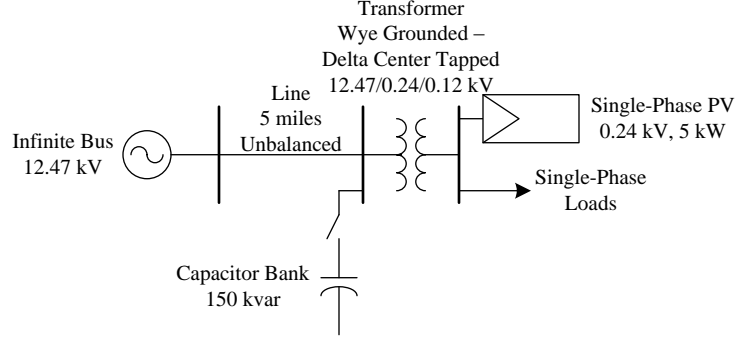 Transformer
Wye Grounded –
Delta Center Tapped
12.47/0.24/0.12 kV
Line
5 miles
Unbalanced
Infinite Bus
12.47 kV
Single-Phase PV
0.24 kV, 5 kW
Single-Phase
Loads
Capacitor Bank
150 kvar